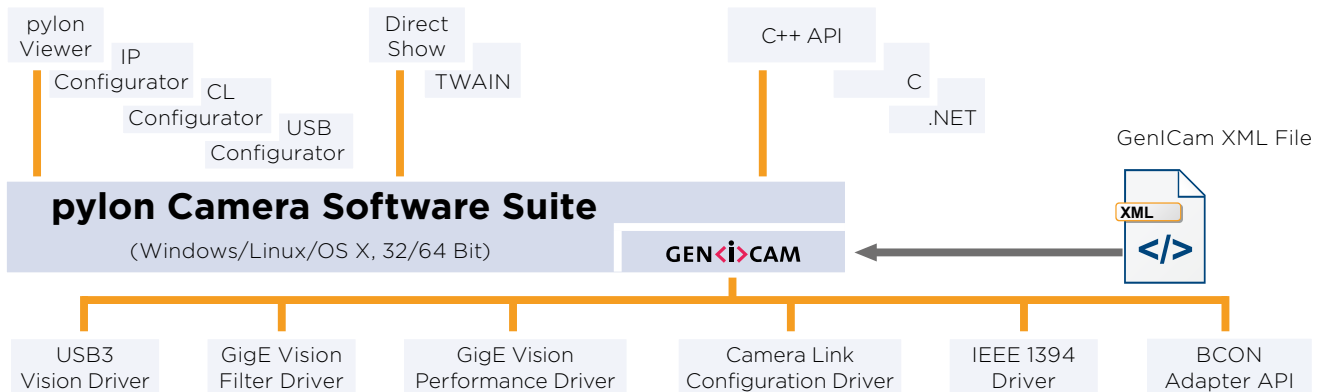 pylon
Viewer
IP
Configurator
CL
Configurator
USB
Configurator
Direct
Show
TWAIN
C++ API
C
.NET
GenICam XML File
XML
</>
pylon Camera Software Suite
(Windows/Linux/OS X, 32/64 Bit)
GEN<i>CAM
USB3
Vision Driver
GigE Vision
Filter Driver
GigE Vision
Performance Driver
Camera Link
Configuration Driver
IEEE 1394
Driver
BCON
Adapter API